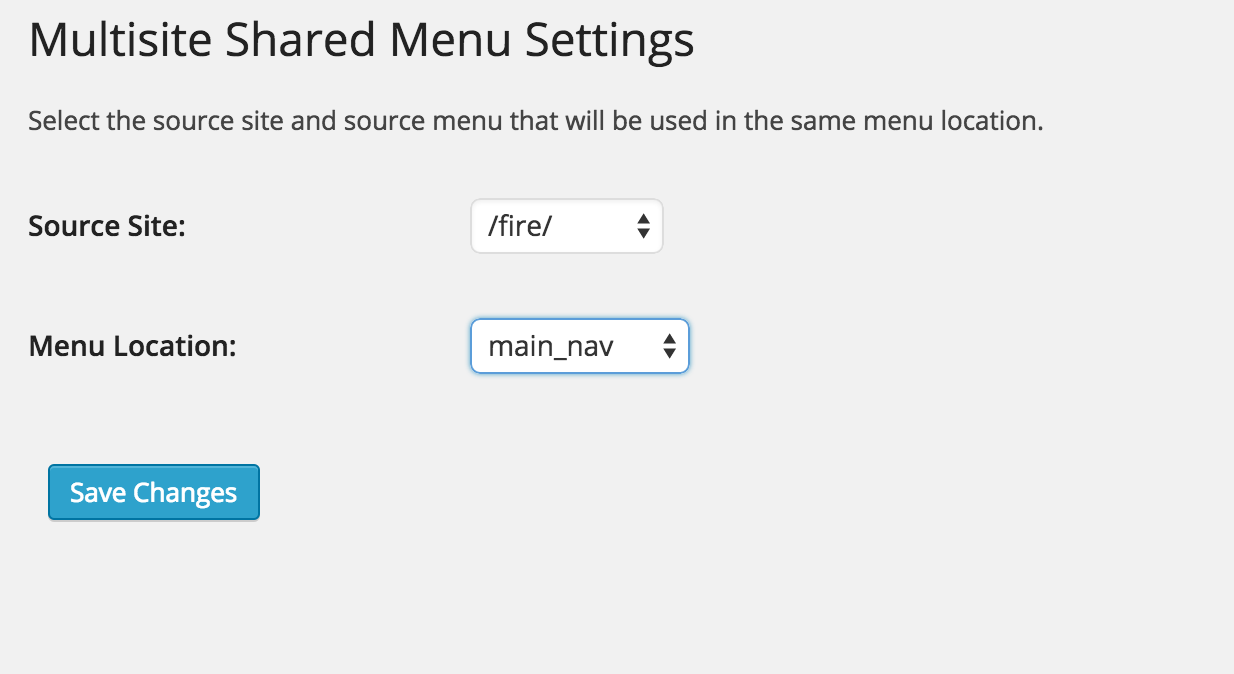 Multisite Shared Menu Settings
Select the source site and source menu that will be used in the same menu location.
Source Site: /fire/
Menu Location: main_nav
Save Changes